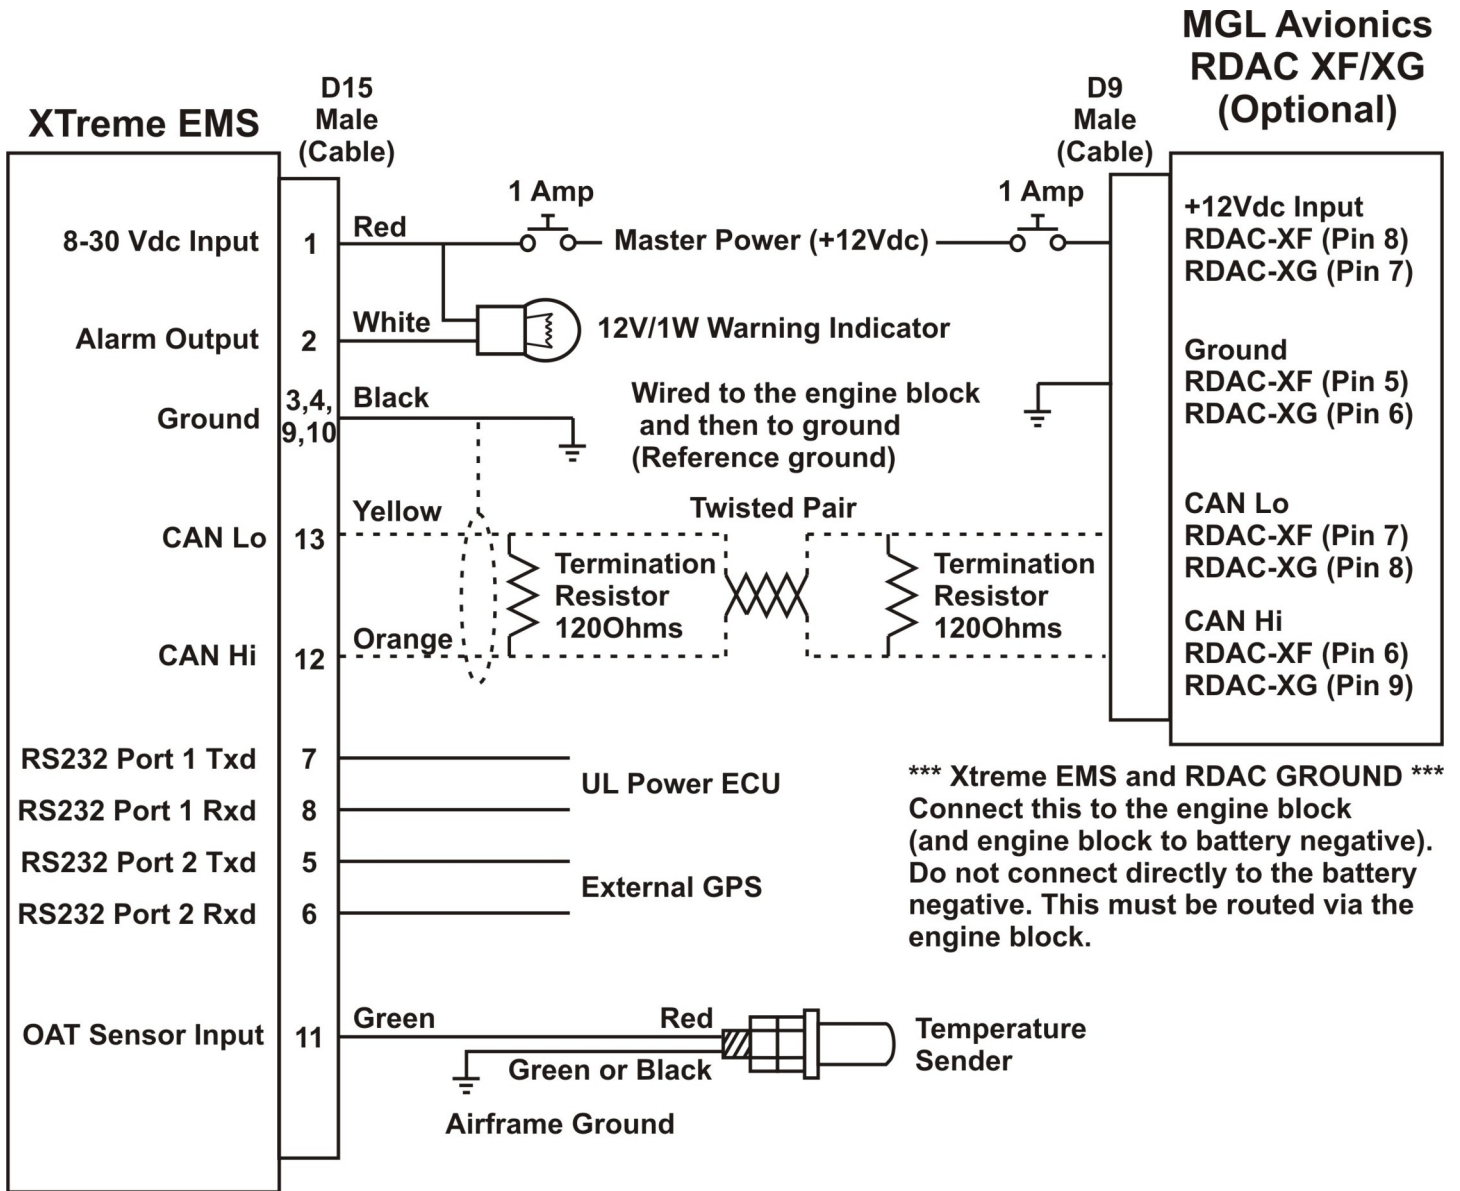 MGL Avionics
RDAC XF/XG
(Optional)
XTreme EMS
D15
Male
(Cable)
D9
Male
(Cable)
8-30 Vdc Input
1
Red
1 Amp
Master Power (+12Vdc)
1 Amp
+12Vdc Input
RDAC-XF (Pin 8)
RDAC-XG (Pin 7)
Alarm Output
2
White
12V/1W Warning Indicator
Ground
3,4,
9,10
Black
Wired to the engine block
and then to ground
(Reference ground)
Ground
RDAC-XF (Pin 5)
RDAC-XG (Pin 6)
CAN Lo
13
Yellow
Twisted Pair
Termination
Resistor
120Ohms
Termination
Resistor
120Ohms
CAN Lo
RDAC-XF (Pin 7)
RDAC-XG (Pin 8)
CAN Hi
12
Orange
CAN Hi
RDAC-XF (Pin 6)
RDAC-XG (Pin 9)
RS232 Port 1 Txd
7
RS232 Port 1 Rxd
8
UL Power ECU
RS232 Port 2 Txd
5
RS232 Port 2 Rxd
6
External GPS
*** Xtreme EMS and RDAC GROUND ***
Connect this to the engine block
(and engine block to battery negative).
Do not connect directly to the battery
negative. This must be routed via the
engine block.
OAT Sensor Input
11
Green
Red
Green or Black
Airframe Ground
Temperature
Sender